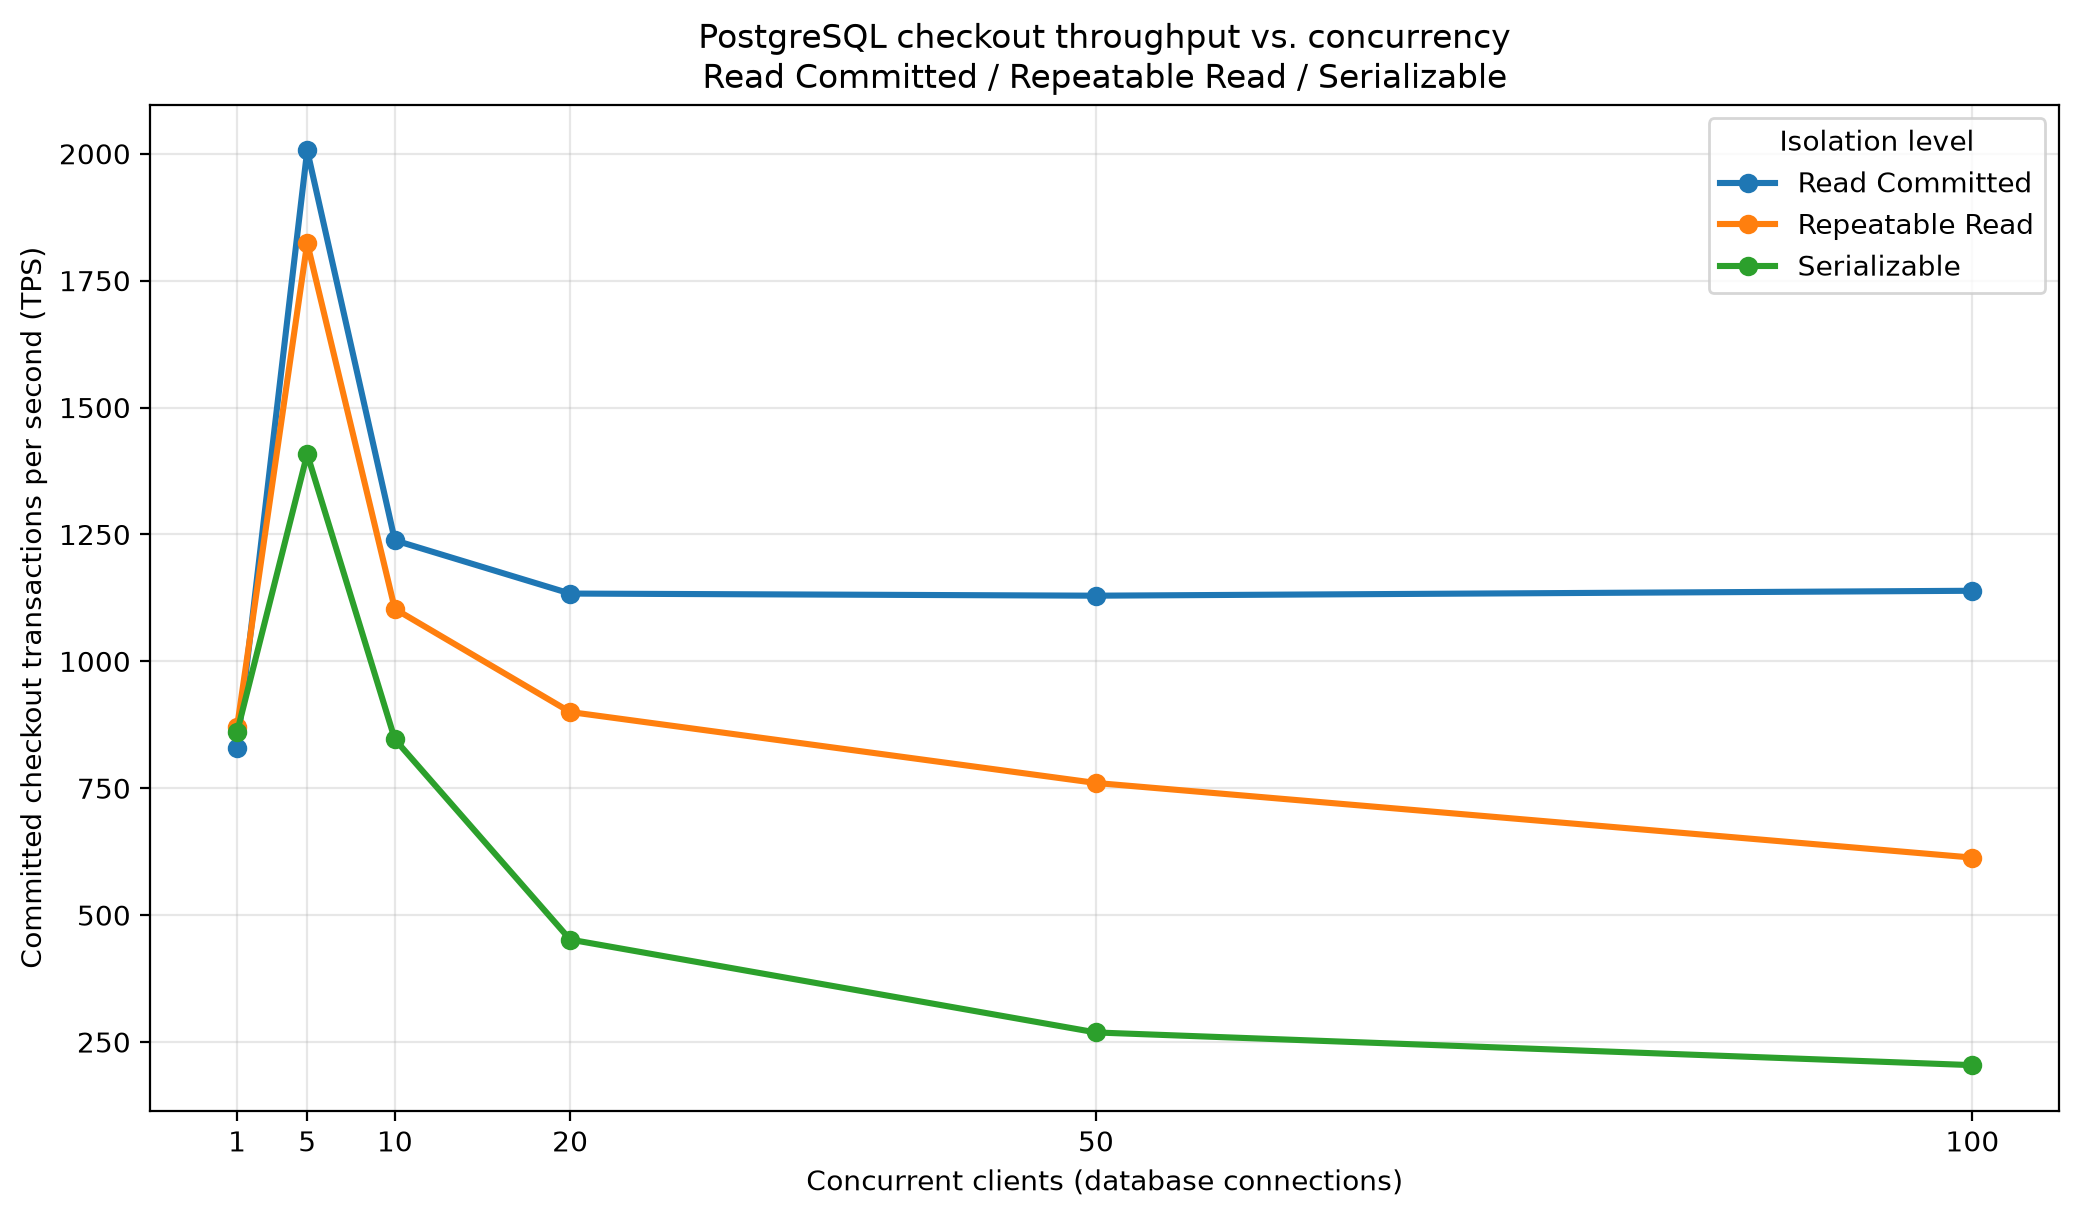 PostgreSQL checkout throughput vs. concurrency
Read Committed / Repeatable Read / Serializable
Isolation level
Read Committed
Repeatable Read
Serializable
Committed checkout transactions per second (TPS)
2000
1750
1500
1250
1000
750
500
250
1 5 10 20 50 100
Concurrent clients (database connections)